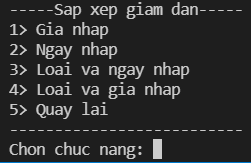 -----Sap xep giam dan-----
1> Gia nhap
2> Ngay nhap
3> Loai va ngay nhap
4> Loai va gia nhap
5> Quay lai
--------------------------
Chon chuc nang: